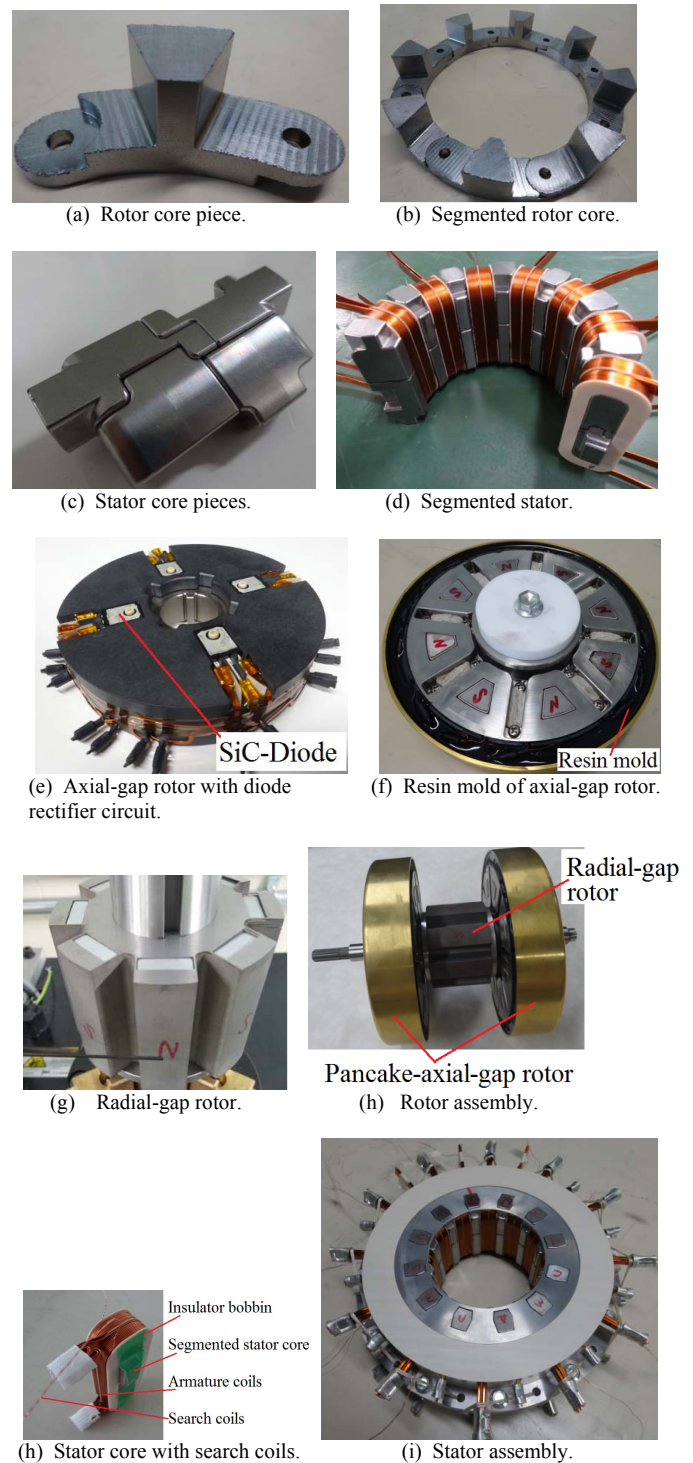 (a) Rotor core piece.
(b) Segmented rotor core.
(c) Stator core pieces.
(d) Segmented stator.
SiC-Diode
(e) Axial-gap rotor with diode
rectifier circuit.
S
N
S
N
S
N
Resin mold
(f) Resin mold of axial-gap rotor.
N
S
(g) Radial-gap rotor.
Radial-gap
rotor
Pancake-axial-gap rotor
(h) Rotor assembly.
Insulator bobbin
Segmented stator core
Armature coils
Search coils
(h) Stator core with search coils.
(i) Stator assembly.